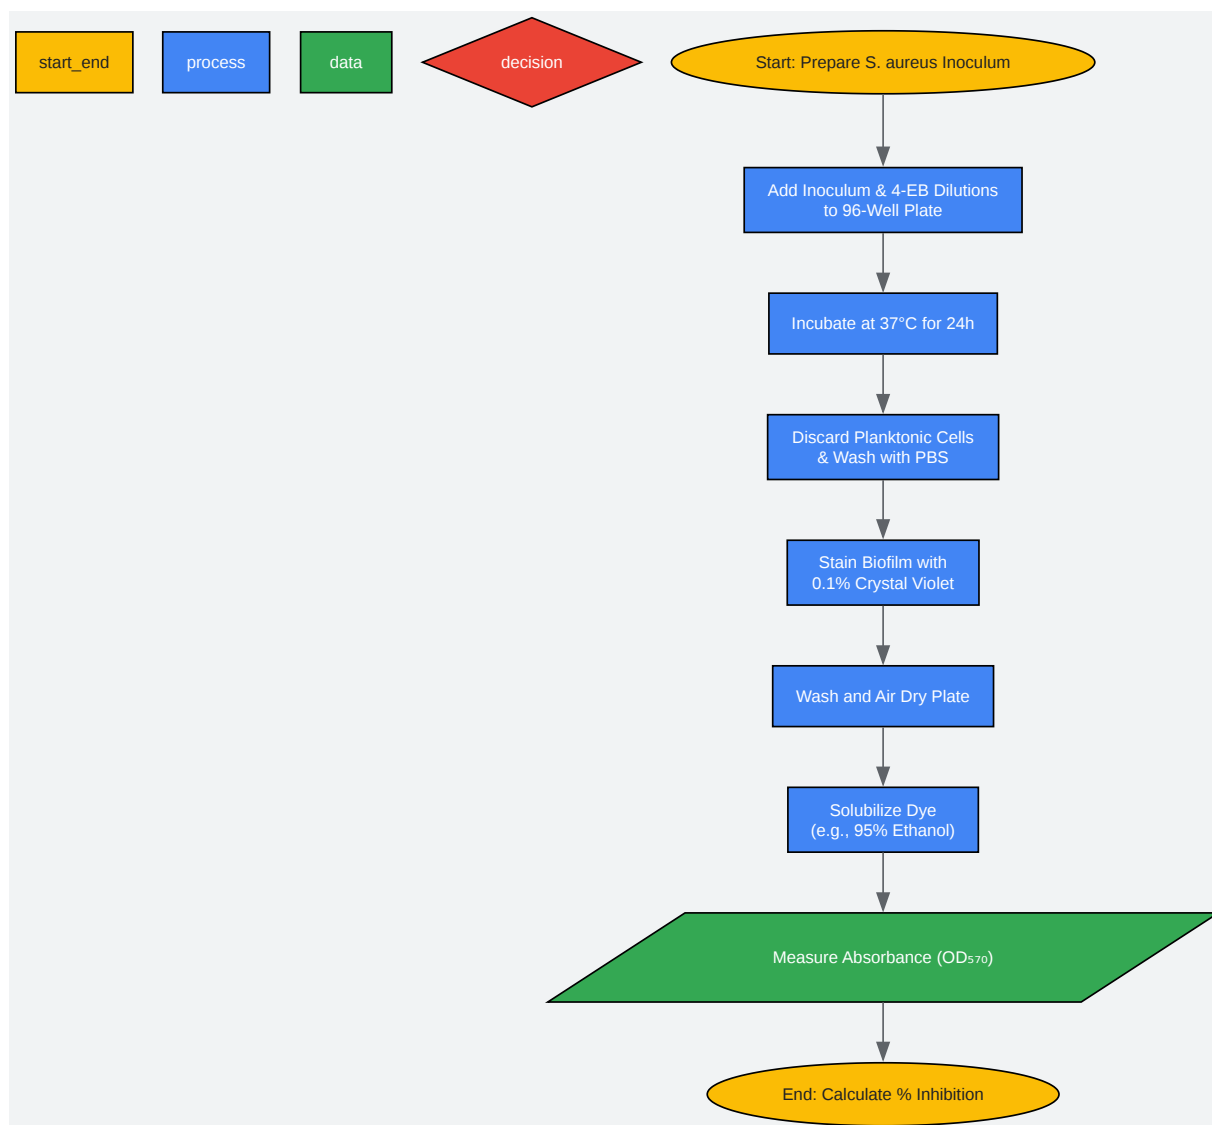 start_end
process
data
decision
Start: Prepare S. aureus Inoculum
Add Inoculum & 4-EB Dilutions
to 96-Well Plate
Incubate at 37°C for 24h
Discard Planktonic Cells
& Wash with PBS
Stain Biofilm with
0.1% Crystal Violet
Wash and Air Dry Plate
Solubilize Dye
(e.g., 95% Ethanol)
Measure Absorbance (OD₅₇₀)
End: Calculate % Inhibition